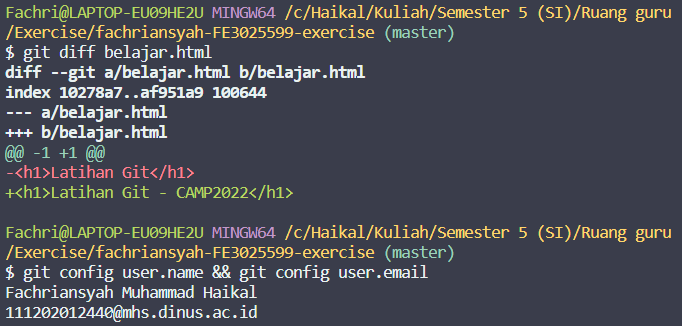 Fachri@LAPTOP-EU09HE2U MINGW64 /c/Haikal/Kuliah/Semester 5 (SI)/Ruang guru
/Exercise/fachriansyah-FE3025599-exercise (master)
$ git diff belajar.html
diff --git a/belajar.html b/belajar.html
index 10278a7..af951a9 100644
--- a/belajar.html
+++ b/belajar.html
@@ -1 +1 @@
-<h1>Latihan Git</h1>
+<h1>Latihan Git - CAMP2022</h1>
Fachri@LAPTOP-EU09HE2U MINGW64 /c/Haikal/Kuliah/Semester 5 (SI)/Ruang guru
/Exercise/fachriansyah-FE3025599-exercise (master)
$ git config user.name && git config user.email
Fachriansyah Muhammad Haikal
111202012440@mhs.dinus.ac.id